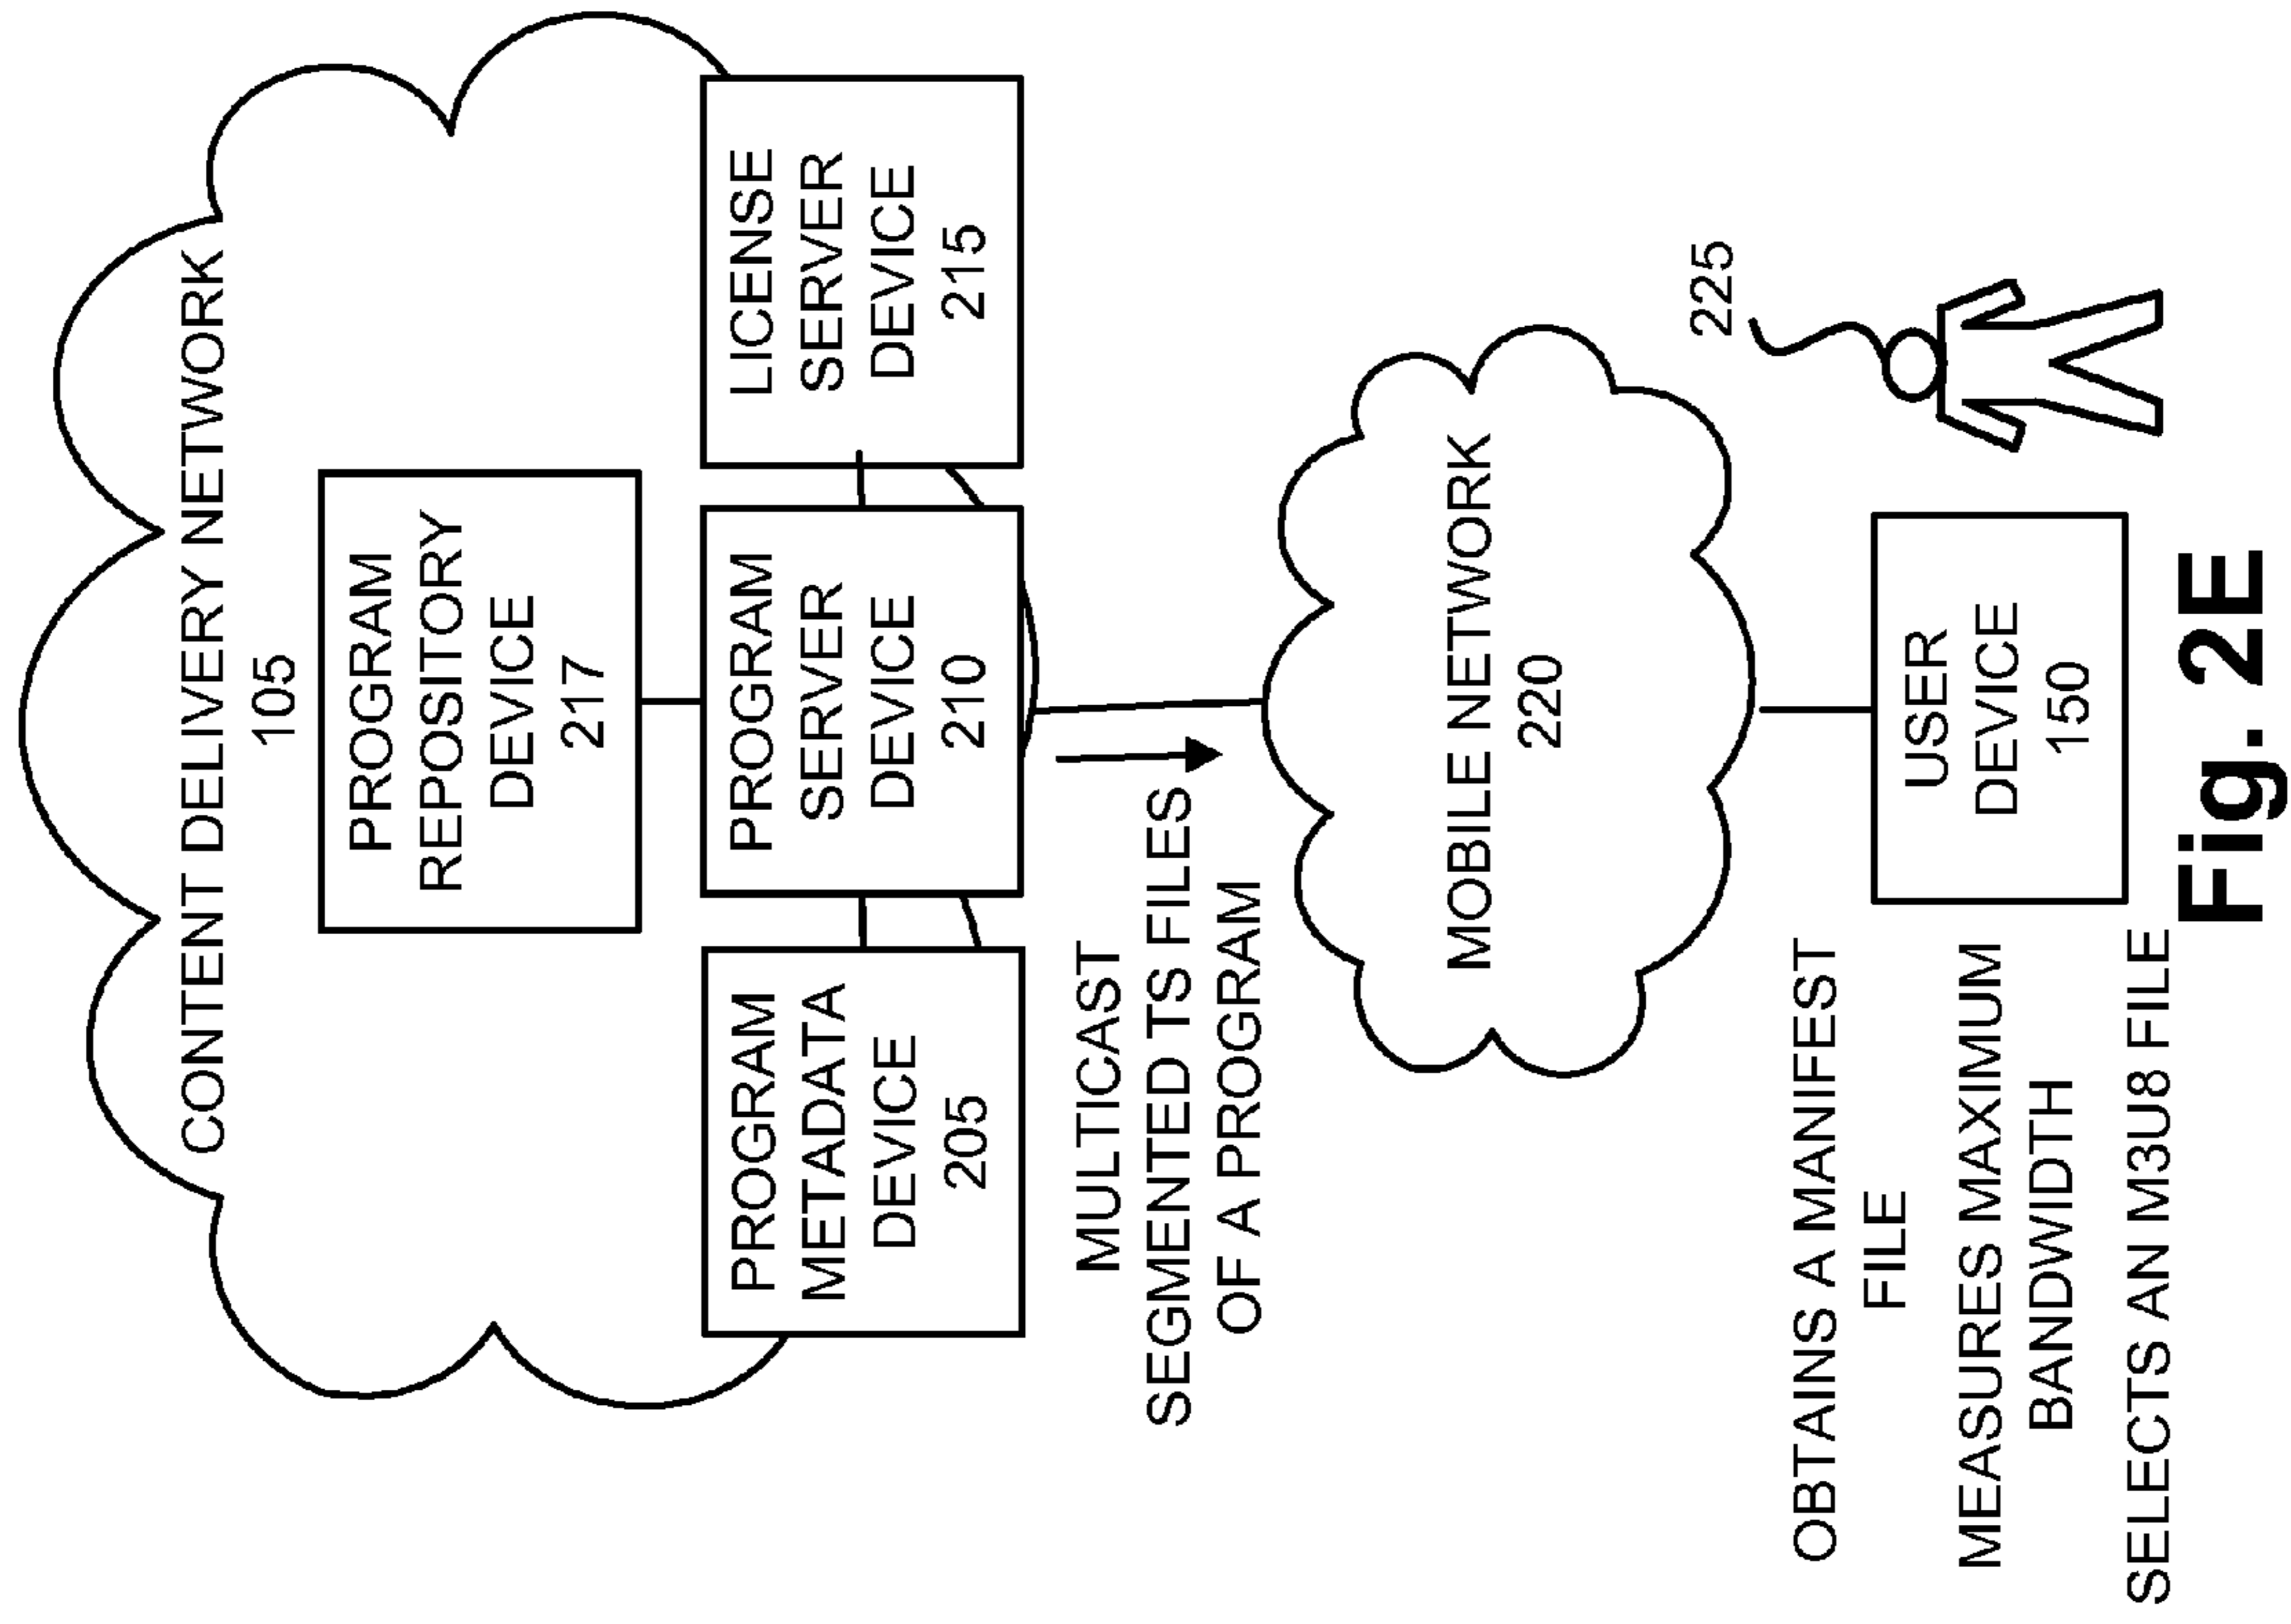 CONTENT DELIVERY NETWORK
105
PROGRAM
REPOSITORY
DEVICE
217
PROGRAM
METADATA
DEVICE
205
PROGRAM
SERVER
DEVICE
210
LICENSE
SERVER
DEVICE
215
MULTICAST
SEGMENTED TS FILES
OF A PROGRAM
MOBILE NETWORK
220
225
OBTAINS A MANIFEST
FILE
MEASURES MAXIMUM
BANDWIDTH
SELECTS AN M3U8 FILE
USER
DEVICE
150
Fig. 2E